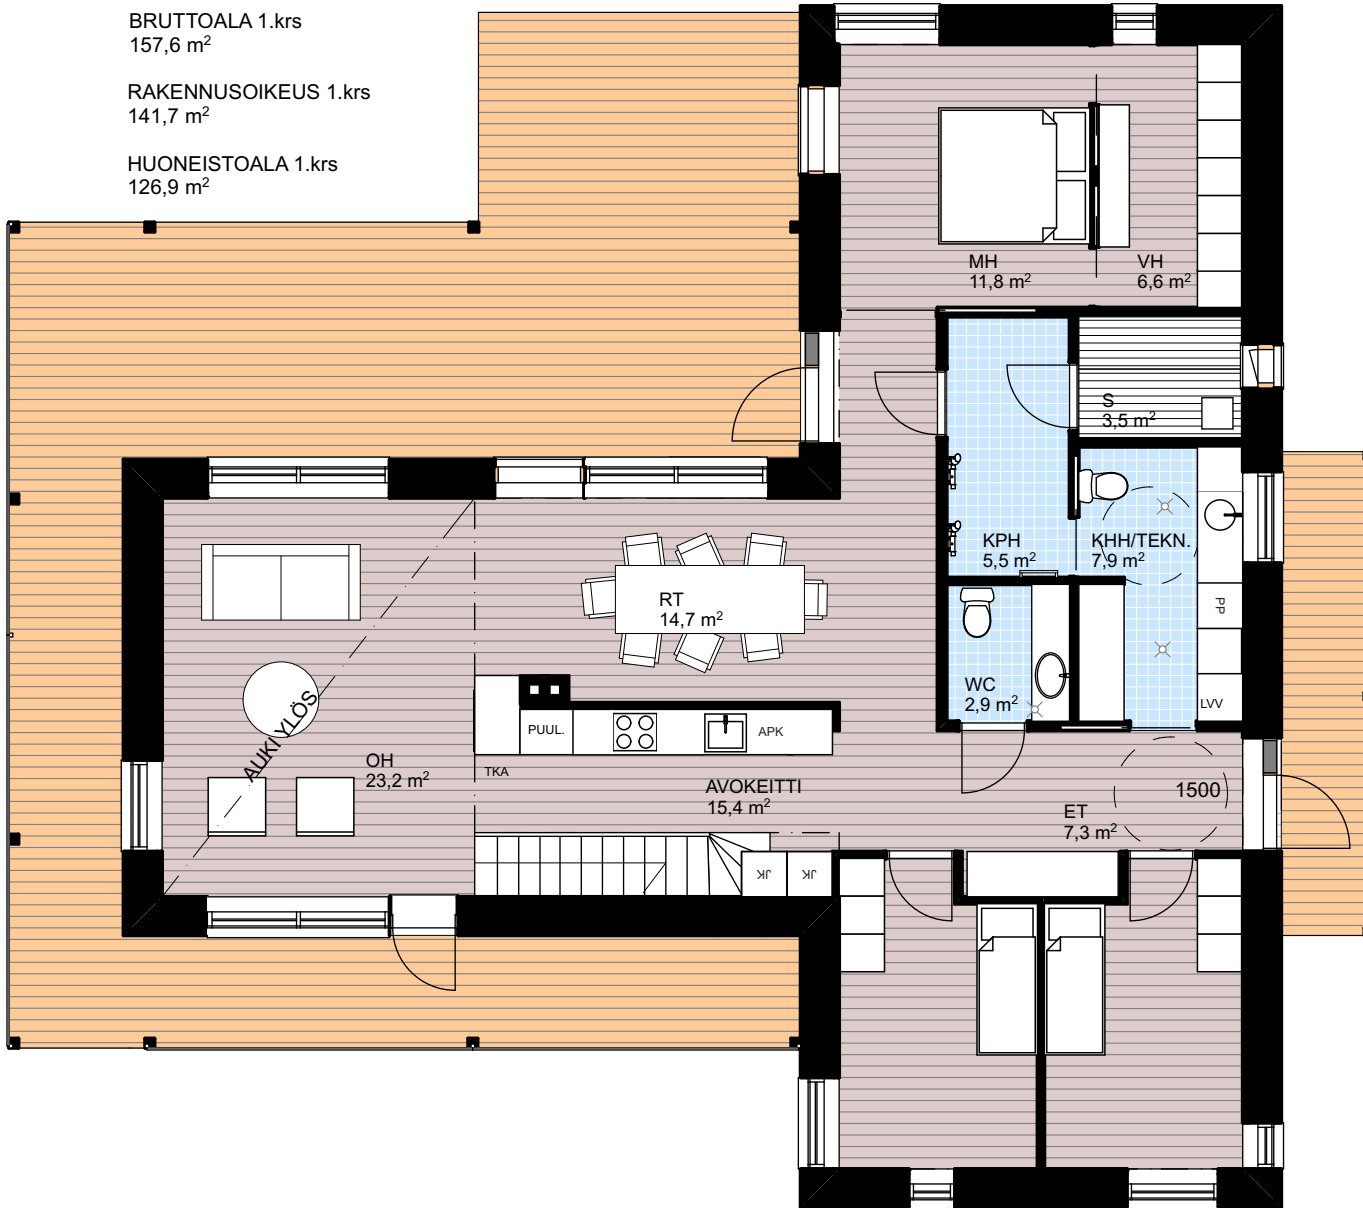 BRUTTOALA 1.krs
157,6 m²
RAKENNUSOIKEUS 1.krs
141,7 m²
HUONEISTOALA 1.krs
126,9 m²
MH
11,8 m²
VH
6,6 m²
S
3,5 m²
KPH
5,5 m²
KHH/TEKN.
7,9 m²
RT
14,7 m²
PP
WC
2,9 m²
LVV
AUKI YLÖS
PUUL.
APK
OH
23,2 m²
TKA
AVOKEITTI
15,4 m²
1500
ET
7,3 m²
JK
JK